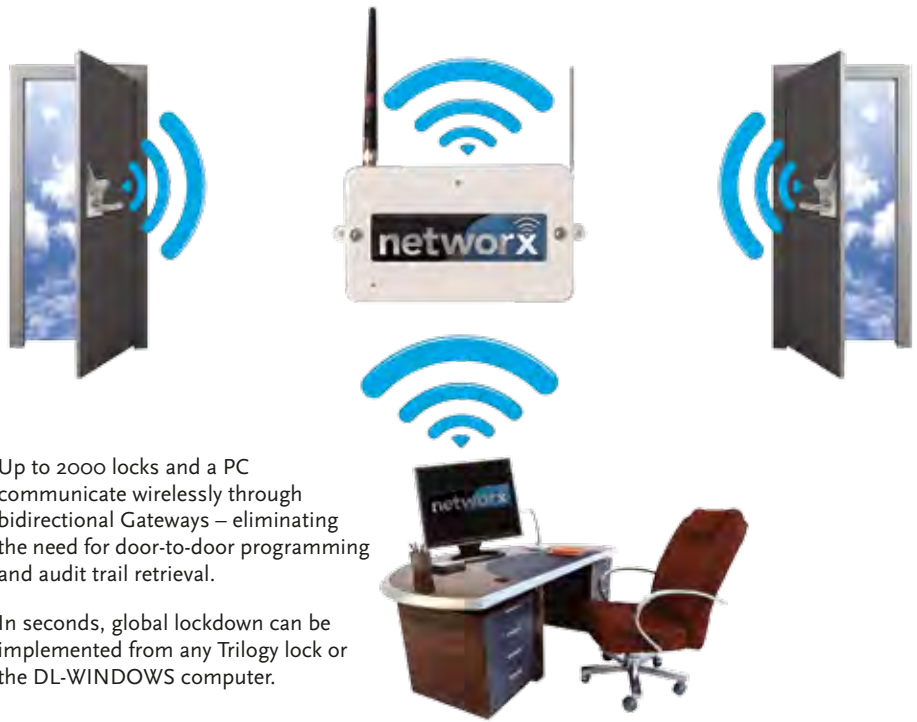 networx
Up to 2000 locks and a PC
communicate wirelessly through
bidirectional Gateways – eliminating
the need for door-to-door programming
and audit trail retrieval.
networx
In seconds, global lockdown can be
implemented from any Trilogy lock or
the DL-WINDOWS computer.